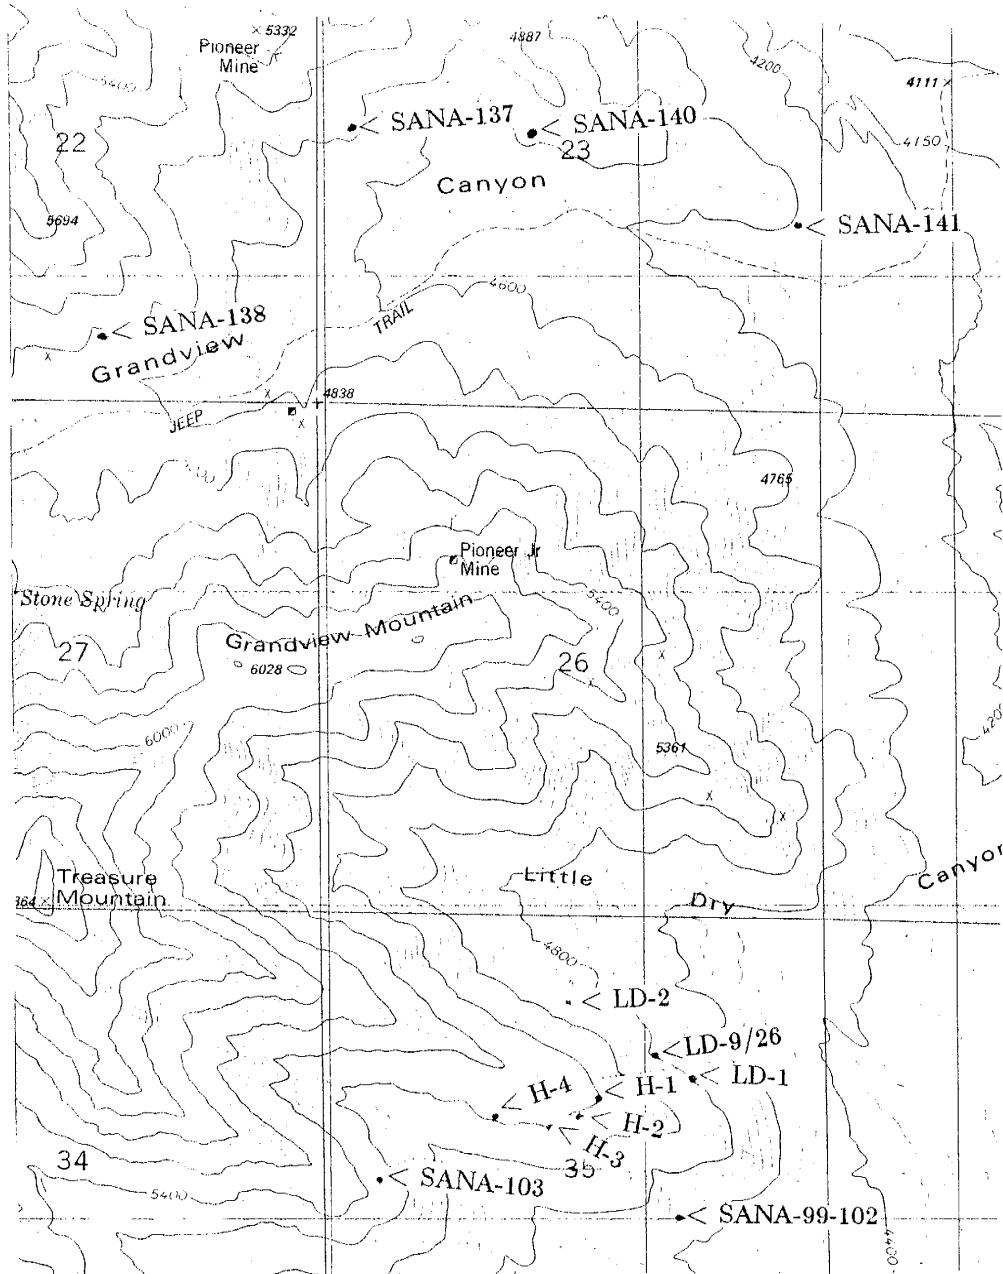 5332
Pioneer
Mine
4887
4200
4111
5400
SANA-137
SANA-140
22
23
4150
Canyon
5694
SANA-141
4600
SANA-138
TRAIL
Grandview
4838
JEEP
4765
Pioneer Jr
Mine
Stone Spring
5400
Grandview Mountain
27
26
6028
6000
5361
4200
Treasure
Mountain
Little
Dry
Canyon
4800
LD-2
LD-9/26
LD-1
H-4
H-1
H-2
H-3
34
35
SANA-103
5400
SANA-99-102
4400